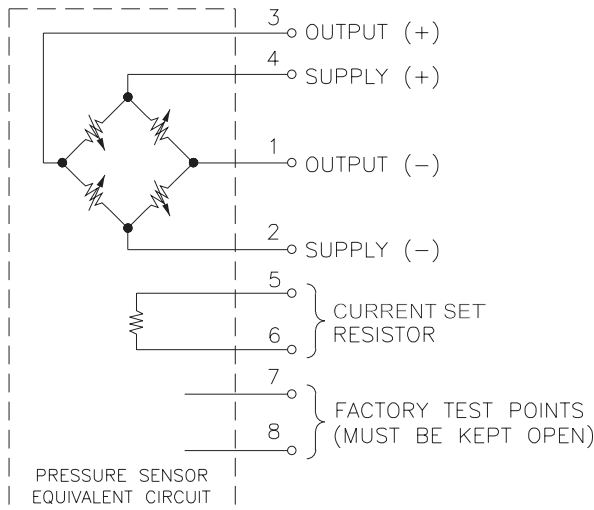 3 OUTPUT (+)
4 SUPPLY (+)
1 OUTPUT (-)
2 SUPPLY (-)
5
CURRENT SET
RESISTOR
6
7
FACTORY TEST POINTS
(MUST BE KEPT OPEN)
8
PRESSURE SENSOR
EQUIVALENT CIRCUIT